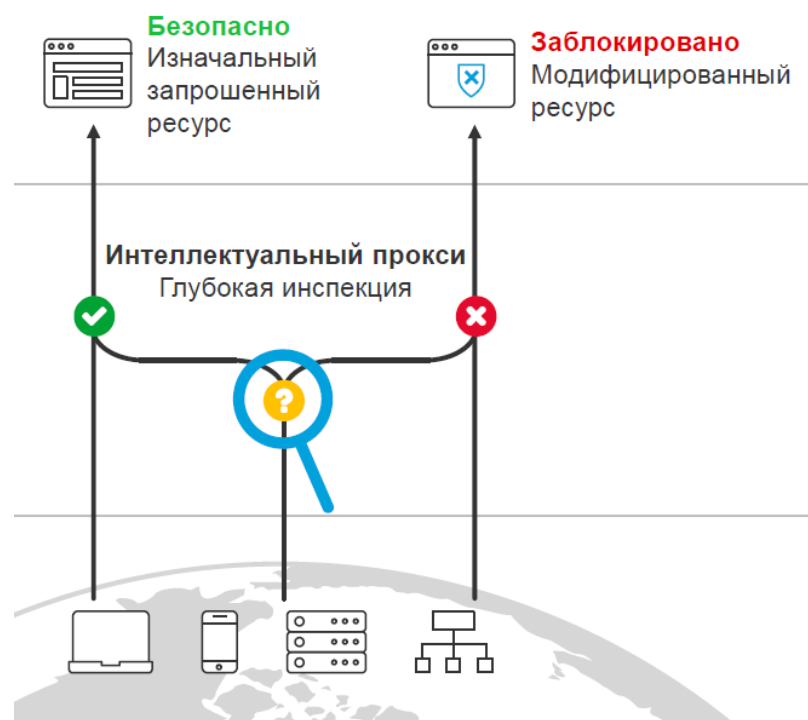 Безопасно
Изначальный
запрошенный
ресурс
Заблокировано
Модифицированный
ресурс
Интеллектуальный прокси
Глубокая инспекция
?